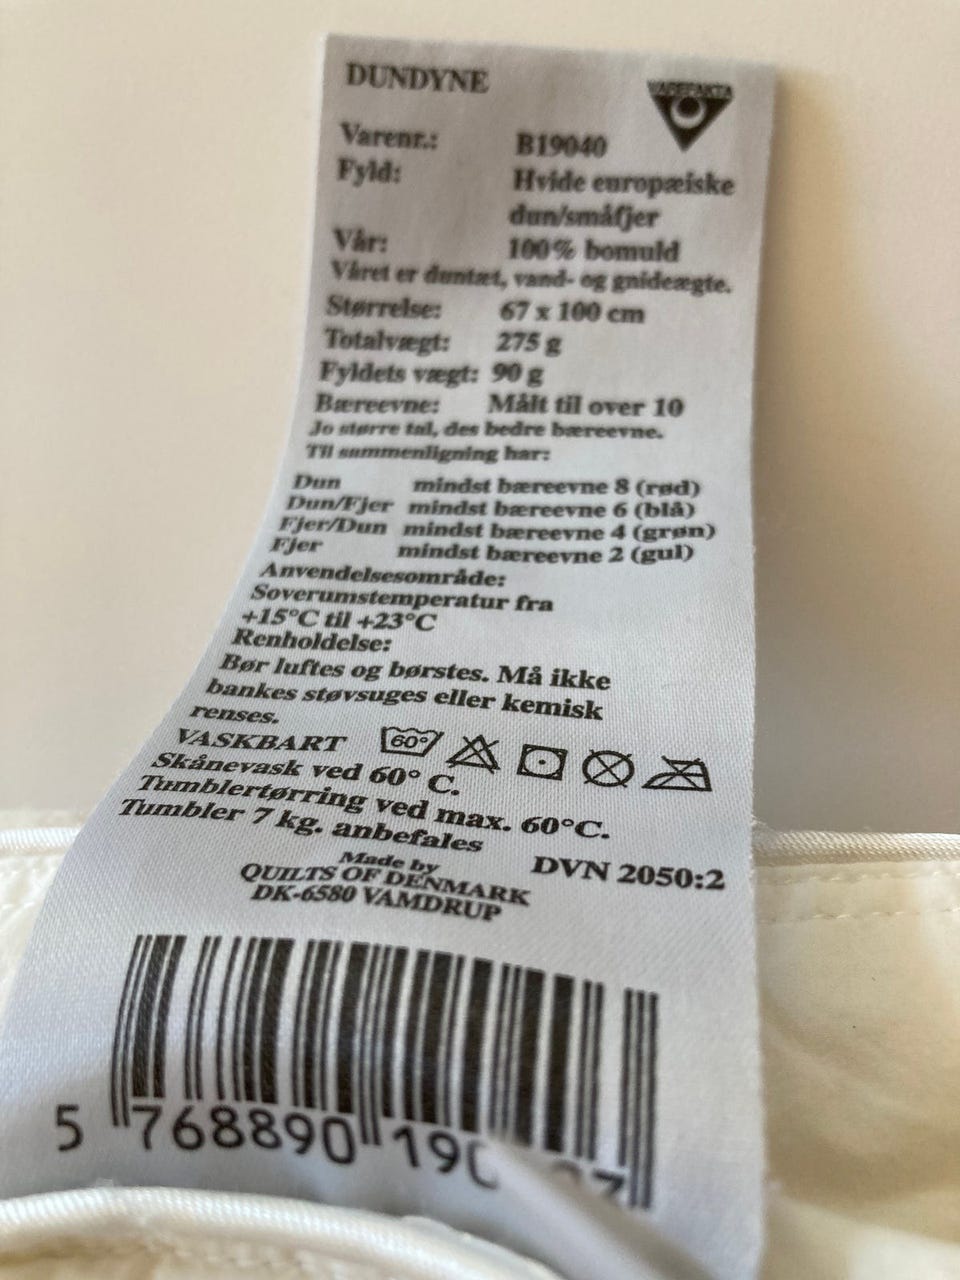 DUNDYNE
VAREFAKTA
Varenr.: B19040
Fyld: Hvide europæiske
dun/småfjer
Vår: 100% bomuld
Våret er duntæt, vand- og gnideægte.
Størrelse: 67 x 100 cm
Totalvægt: 275 g
Fyldets vægt: 90 g
Bæreevne: Målt til over 10
Jo større tal, des bedre bæreevne.
Til sammenligning har:
Dun mindst bæreevne 8 (rød)
Dun/Fjer mindst bæreevne 6 (blå)
Fjer/Dun mindst bæreevne 4 (grøn)
Fjer mindst bæreevne 2 (gul)
Anvendelsesområde:
Soverumstemperatur fra
+15°C til +23°C
Renholdelse:
Bør luftes og børstes. Må ikke
bankes støvsuges eller kemisk
renses.
VASKBART 60°
Skånevask ved 60° C.
Tumblertørring ved max. 60°C.
Tumbler 7 kg. anbefales
DVN 2050:2
Made by
QUILTS OF DENMARK
DK-6580 VAMDRUP
5 768890